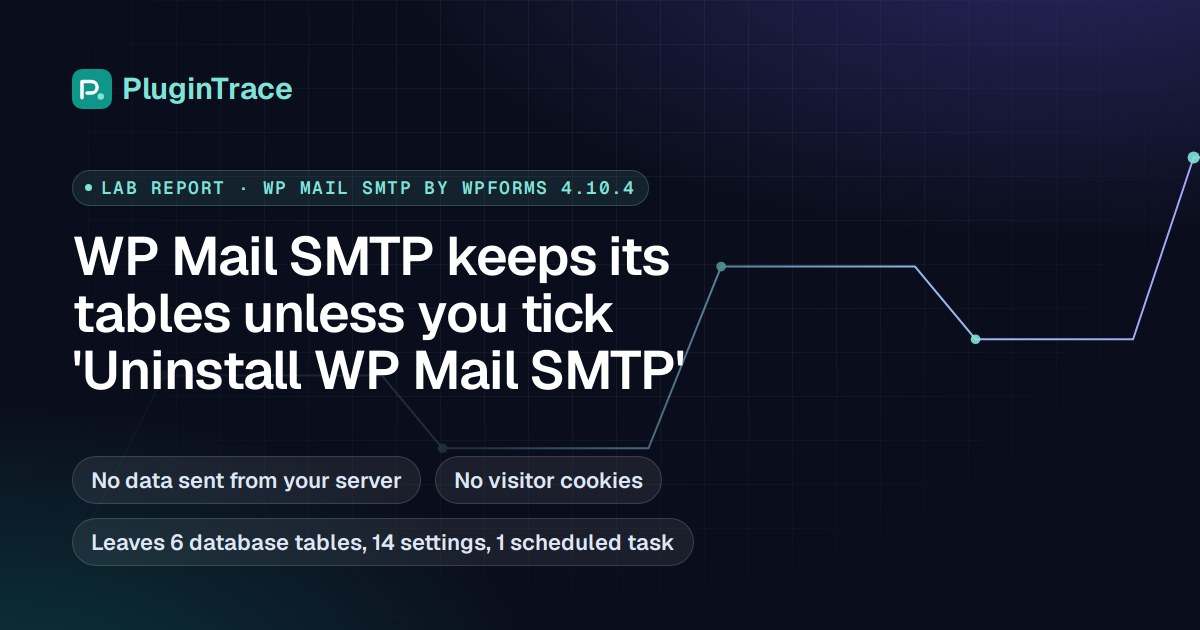 PluginTrace
LAB REPORT · WP MAIL SMTP BY WPFORMS 4.10.4
WP Mail SMTP keeps its
tables unless you tick
'Uninstall WP Mail SMTP'
No data sent from your server
No visitor cookies
Leaves 6 database tables, 14 settings, 1 scheduled task